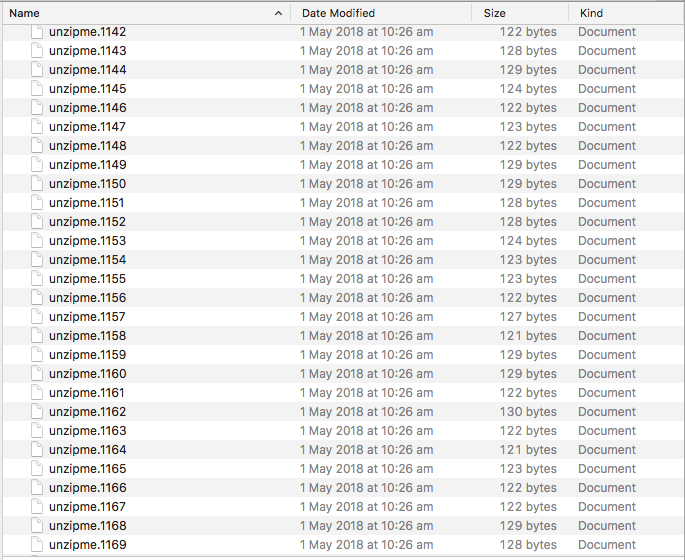 Name Date Modified Size Kind
unzipme.1142 1 May 2018 at 10:26 am 122 bytes Document
unzipme.1143 1 May 2018 at 10:26 am 128 bytes Document
unzipme.1144 1 May 2018 at 10:26 am 129 bytes Document
unzipme.1145 1 May 2018 at 10:26 am 124 bytes Document
unzipme.1146 1 May 2018 at 10:26 am 122 bytes Document
unzipme.1147 1 May 2018 at 10:26 am 123 bytes Document
unzipme.1148 1 May 2018 at 10:26 am 122 bytes Document
unzipme.1149 1 May 2018 at 10:26 am 129 bytes Document
unzipme.1150 1 May 2018 at 10:26 am 129 bytes Document
unzipme.1151 1 May 2018 at 10:26 am 128 bytes Document
unzipme.1152 1 May 2018 at 10:26 am 128 bytes Document
unzipme.1153 1 May 2018 at 10:26 am 124 bytes Document
unzipme.1154 1 May 2018 at 10:26 am 123 bytes Document
unzipme.1155 1 May 2018 at 10:26 am 123 bytes Document
unzipme.1156 1 May 2018 at 10:26 am 122 bytes Document
unzipme.1157 1 May 2018 at 10:26 am 127 bytes Document
unzipme.1158 1 May 2018 at 10:26 am 121 bytes Document
unzipme.1159 1 May 2018 at 10:26 am 129 bytes Document
unzipme.1160 1 May 2018 at 10:26 am 129 bytes Document
unzipme.1161 1 May 2018 at 10:26 am 122 bytes Document
unzipme.1162 1 May 2018 at 10:26 am 130 bytes Document
unzipme.1163 1 May 2018 at 10:26 am 122 bytes Document
unzipme.1164 1 May 2018 at 10:26 am 121 bytes Document
unzipme.1165 1 May 2018 at 10:26 am 123 bytes Document
unzipme.1166 1 May 2018 at 10:26 am 122 bytes Document
unzipme.1167 1 May 2018 at 10:26 am 122 bytes Document
unzipme.1168 1 May 2018 at 10:26 am 129 bytes Document
unzipme.1169 1 May 2018 at 10:26 am 128 bytes Document